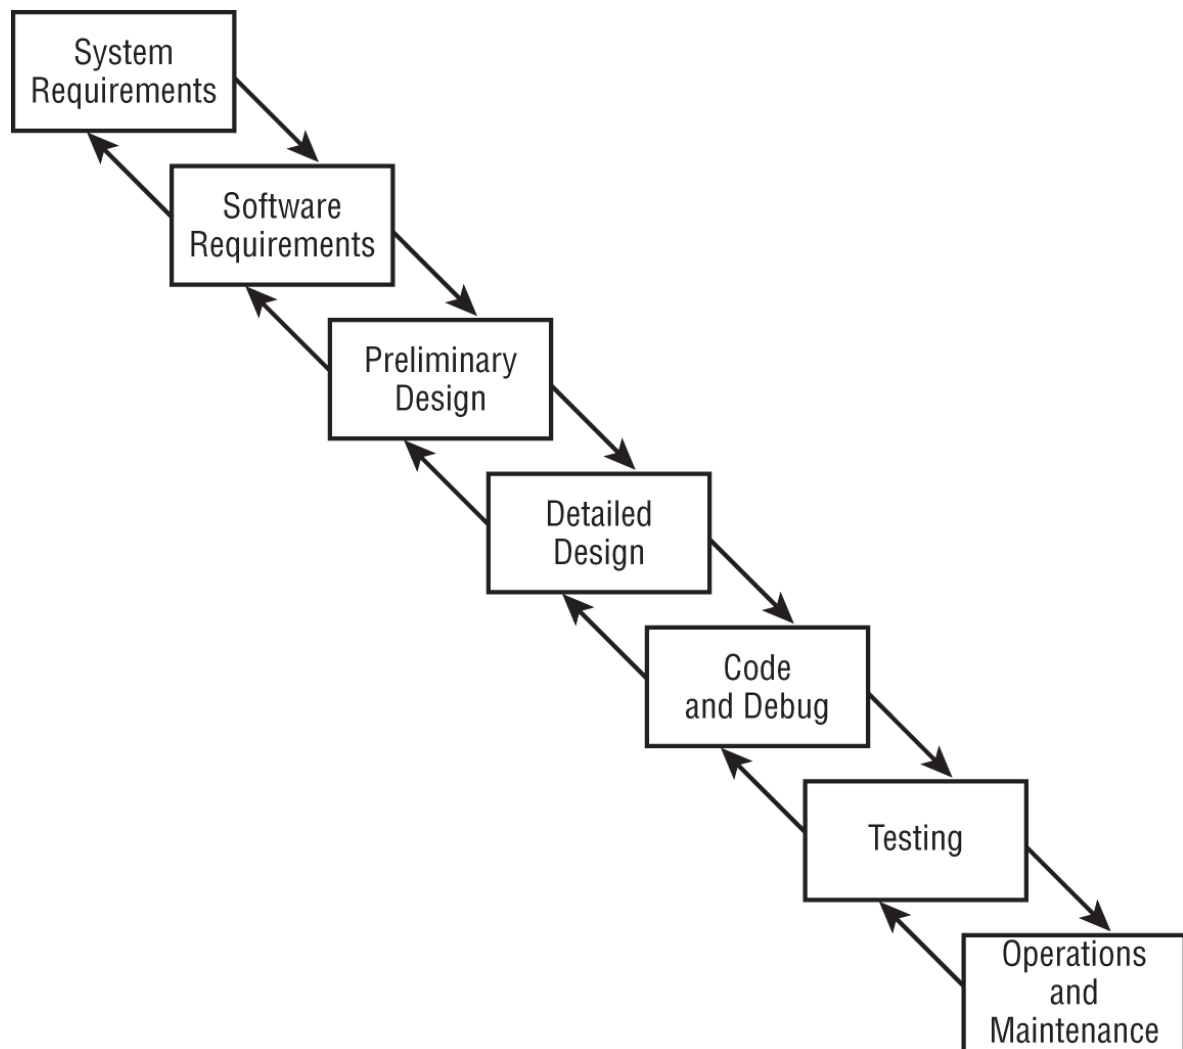 System
Requirements
Software
Requirements
Preliminary
Design
Detailed
Design
Code
and Debug
Testing
Operations
and
Maintenance